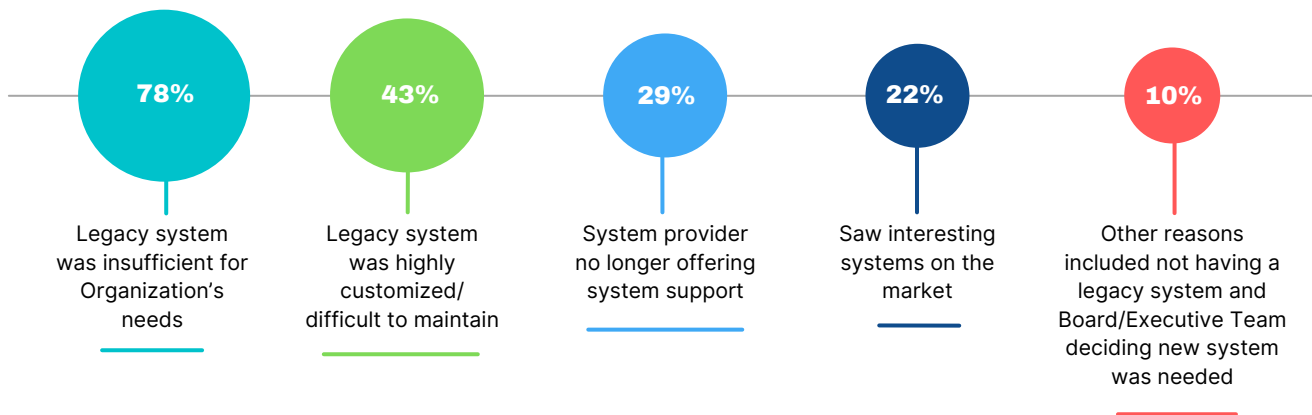 78%
43%
29%
22%
10%
Legacy system
was insufficient for
Organization's
needs
Legacy system
was highly
customized/
difficult to maintain
System provider
no longer offering
system support
Saw interesting
systems on the
market
Other reasons
included not having a
legacy system and
Board/Executive Team
deciding new system
was needed